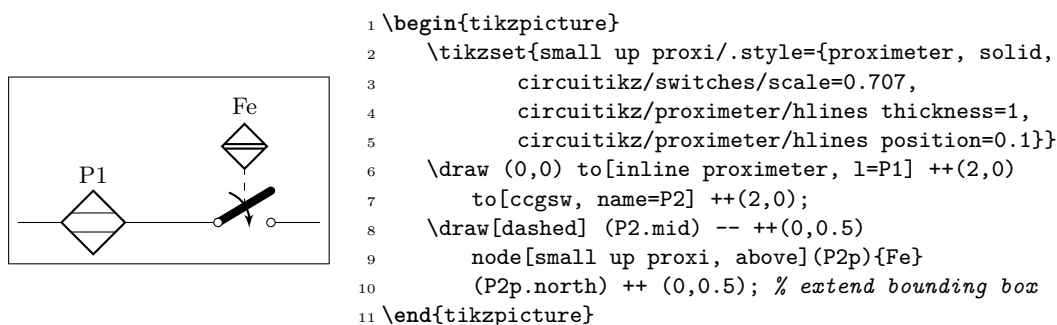 P1
Fe
1 \begin{tikzpicture}
2 \tikzset{small up proxi/.style={proximeter, solid,
3 circuitikz/switches/scale=0.707,
4 circuitikz/proximeter/hlines thickness=1,
5 circuitikz/proximeter/hlines position=0.1}}
6 \draw (0,0) to[inline proximeter, l=P1] ++(2,0)
7 to[ccgsw, name=P2] ++(2,0);
8 \draw[dashed] (P2.mid) -- ++(0,0.5)
9 node[small up proxi, above](P2p){Fe}
10 (P2p.north) ++ (0,0.5); % extend bounding box
11 \end{tikzpicture}